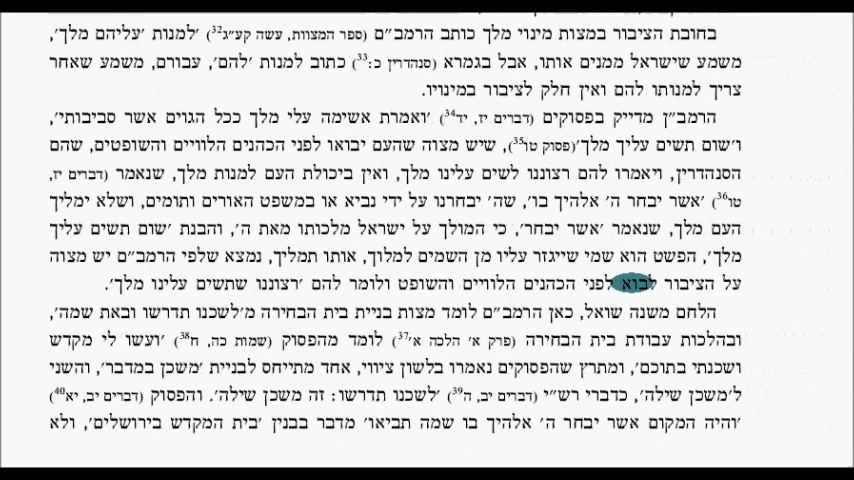 בחובת הציבור במצות מינוי מלך כותב הרמב״ם (ספר המצוות, עשה קע״ג32) 'למנות 'עליהם מלך',
משמע שישראל ממנים אותו, אבל בגמרא (סנהדרין כ:33) כתוב למנות 'להם', עבורם, משמע שאחר
צריך למנותו להם ואין חלק לציבור במינויו.
הרמב״ן מדייק בפסוקים (דברים יז, יד34) 'ואמרת אשימה עלי מלך ככל הגוים אשר סביבותי',
ו'שום תשים עליך מלך'(פסוק טו35), שיש מצוה שהעם יבואו לפני הכהנים הלוויים והשופטים, שהם
הסנהדרין, ויאמרו להם רצוננו לשים עלינו מלך, ואין ביכולת העם למנות מלך, שנאמר (דברים יז,
טו36) 'אשר יבחר ה' אלהיך בו', שה' יבחרנו על ידי נביא או במשפט האורים ותומים, ושלא ימליך
העם מלך, שנאמר 'אשר יבחר', כי המולך על ישראל מלכותו מאת ה', והבנת 'שום תשים עליך
מלך', הפשט הוא שמי שייגזר עליו מן השמים למלוך, אותו תמליך, נמצא שלפי הרמב״ם יש מצוה
על הציבור לבוא לפני הכהנים הלוויים והשופט ולומר להם 'רצוננו שתשים עלינו מלך'.
הלחם משנה שואל, כאן הרמב״ם לומד מצות בניית בית הבחירה מ'לשכנו תדרשו ובאת שמה',
ובהלכות עבודת בית הבחירה (פרק א' הלכה א'37) לומד מהפסוק (שמות כה, ח38) 'ועשו לי מקדש
ושכנתי בתוכם', ומתרץ שהפסוקים נאמרו בלשון ציווי, אחד מתייחס לבניית 'משכן במדבר', והשני
ל'משכן שילה', כדברי רש״י (דברים יב, ה39) 'לשכנו תדרשו: זה משכן שילה'. והפסוק (דברים יב, יא40)
'והיה המקום אשר יבחר ה' אלהיך בו שמה תביאו' מדבר בבנין 'בית המקדש בירושלים', ולא